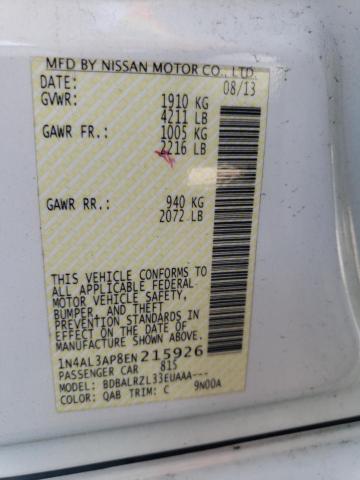 MFD BY NISSAN MOTOR CO., LTD.
DATE: 08/13
GVWR: 1910 KG
4211 LB
GAWR FR: 1005 KG
2216 LB
GAWR RR: 940 KG
2072 LB
THIS VEHICLE CONFORMS TO
ALL APPLICABLE FEDERAL
MOTOR VEHICLE SAFETY,
BUMPER, AND THEFT
PREVENTION STANDARDS IN
EFFECT ON THE DATE OF
MANUFACTURE SHOWN ABOVE.
1N4AL3AP8EN215926
PASSENGER CAR 815
MODEL: BDBALRZL33EUAAA---
COLOR: QAB TRIM: C 9N00A